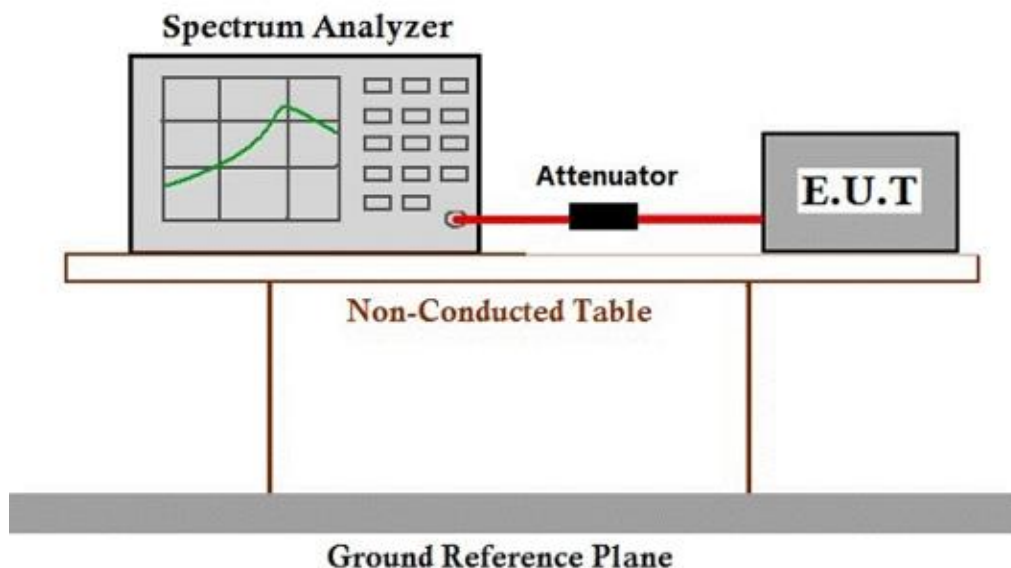 Spectrum Analyzer
Attenuator
E.U.T
Non-Conducted Table
Ground Reference Plane